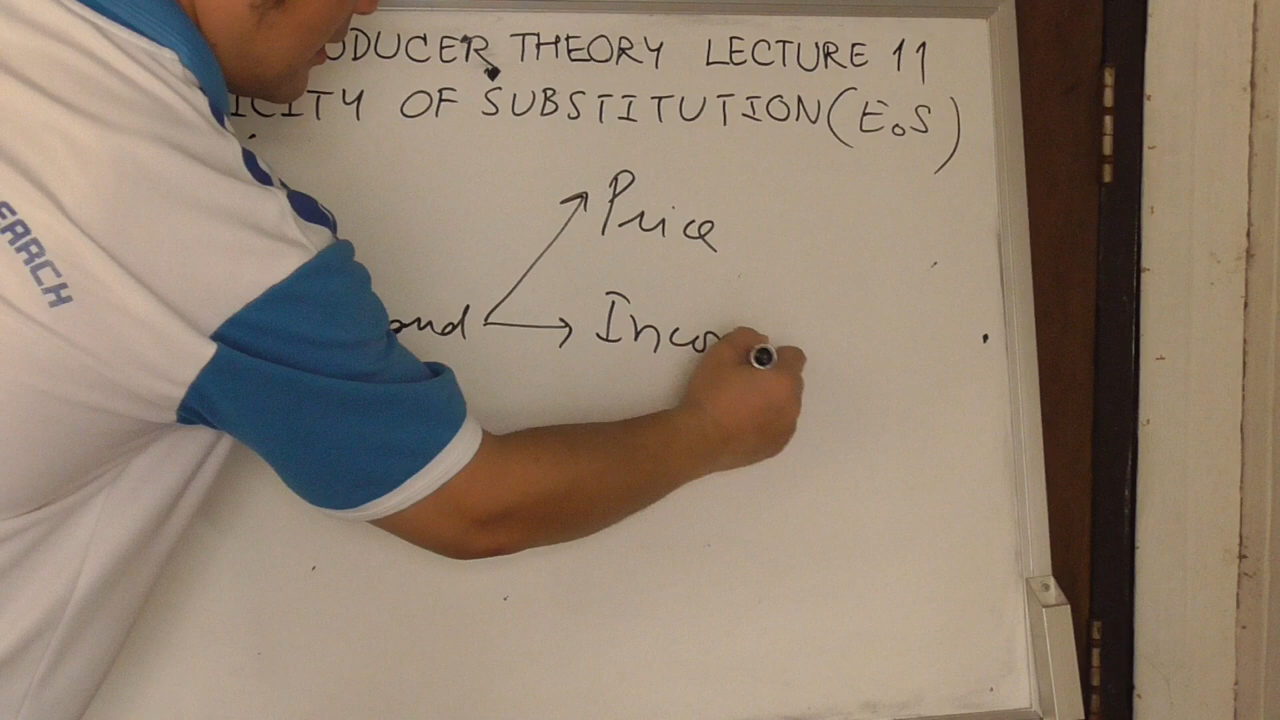 ODUCER THEORY LECTURE 11
ICITY OF SUBSTITUTION (EoS)
Price
and Inco
EARCH